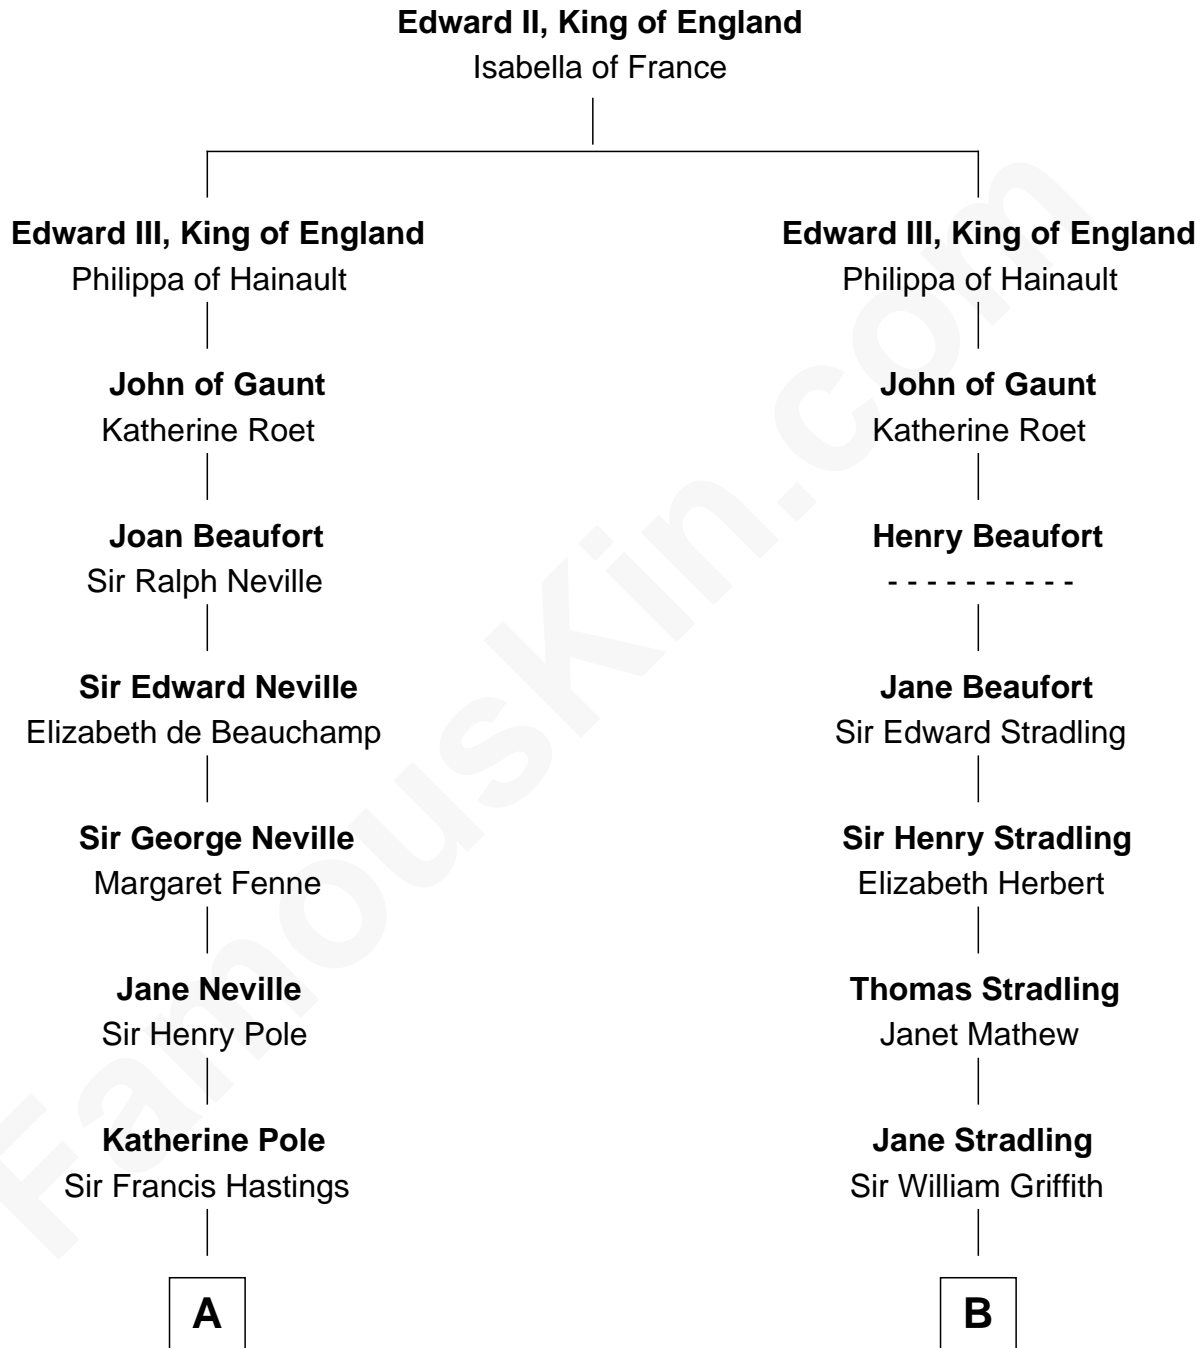 Edward II, King of England
Isabella of France
Edward III, King of England
Philippa of Hainault
John of Gaunt
Katherine Roet
Joan Beaufort
Sir Ralph Neville
Sir Edward Neville
Elizabeth de Beauchamp
Sir George Neville
Margaret Fenne
Jane Neville
Sir Henry Pole
Katherine Pole
Sir Francis Hastings
A
Edward III, King of England
Philippa of Hainault
John of Gaunt
Katherine Roet
Henry Beaufort
- - - - - - - - - -
Jane Beaufort
Sir Edward Stradling
Sir Henry Stradling
Elizabeth Herbert
Thomas Stradling
Janet Mathew
Jane Stradling
Sir William Griffith
B
FamousKin.com